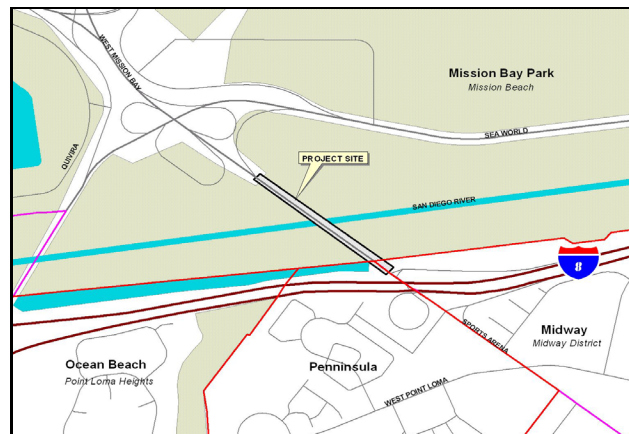 WEST MISSION BAY
Mission Bay Park
Mission Beach
SEA WORLD
QUIVIRA
PROJECT SITE
SAN DIEGO RIVER
8
SPORTS ARENA
Midway
Midway District
Ocean Beach
Point Loma Heights
Penninsula
WEST POINT LOMA